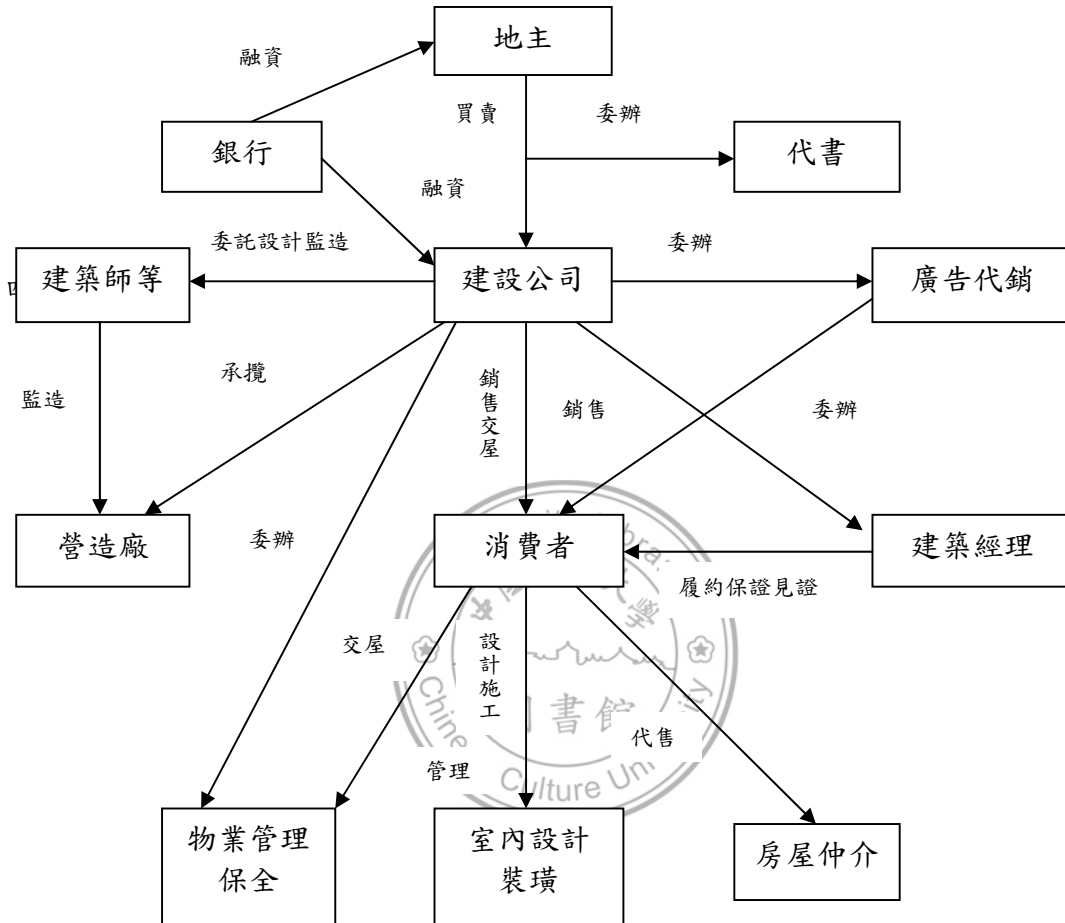 地主
融資
買賣
委辦
銀行
代書
融資
委託設計監造
委辦
建築師等
建設公司
廣告代銷
監造
承攬
銷售交屋
銷售
委辦
營造廠
委辦
消費者
建築經理
履約保證見證
交屋
設計施工
代售
管理
物業管理
保全
室內設計
裝璜
房屋仲介
書館
Culture